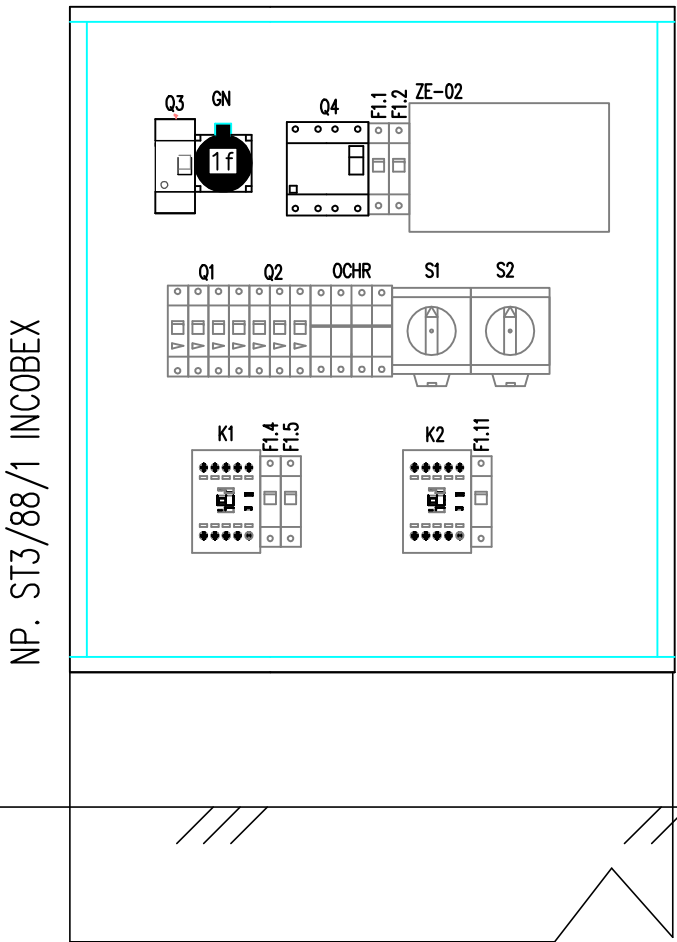 Q3 GN Q4 F1.1 F1.2 ZE-02
1f
Q1 Q2 OCHR S1 S2
K1 F1.4 F1.5 K2 F1.11
NP. ST3/88/1 INCOBEX